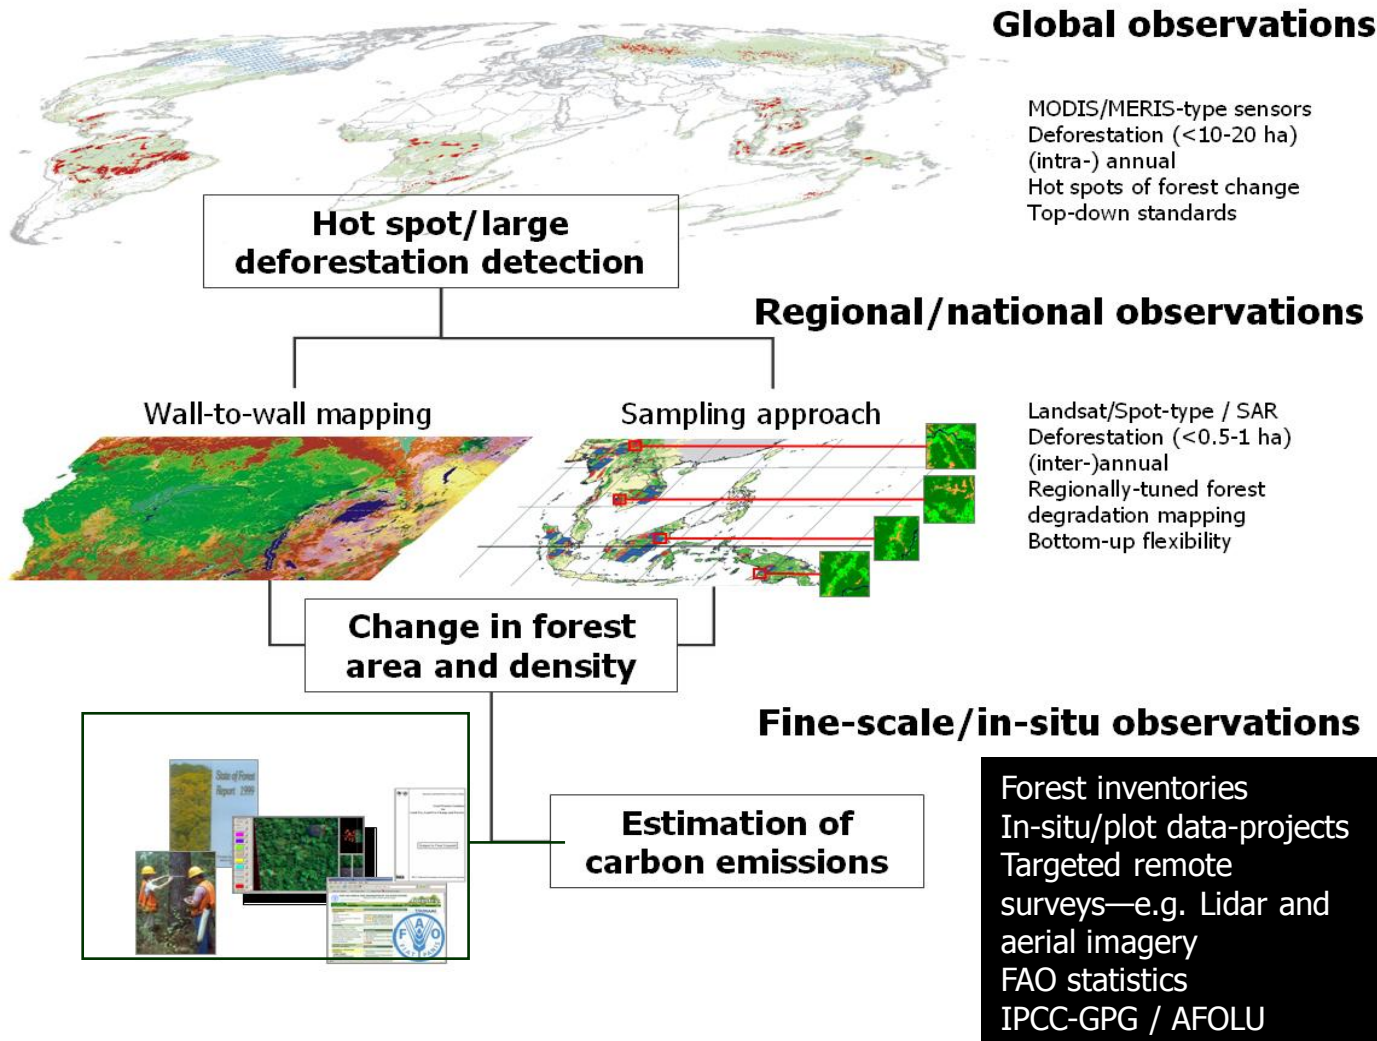 Global observations
MODIS/MERIS-type sensors
Deforestation (<10-20 ha)
(intra-) annual
Hot spots of forest change
Top-down standards
Hot spot/large
deforestation detection
Regional/national observations
Wall-to-wall mapping
Sampling approach
Landsat/Spot-type / SAR
Deforestation (<0.5-1 ha)
(inter-)annual
Regionally-tuned forest
degradation mapping
Bottom-up flexibility
Change in forest
area and density
Fine-scale/in-situ observations
State of Forest
Report 1999
Estimation of
carbon emissions
F A O
FIAT PANIS
Forest inventories
In-situ/plot data-projects
Targeted remote
surveys—e.g. Lidar and
aerial imagery
FAO statistics
IPCC-GPG / AFOLU